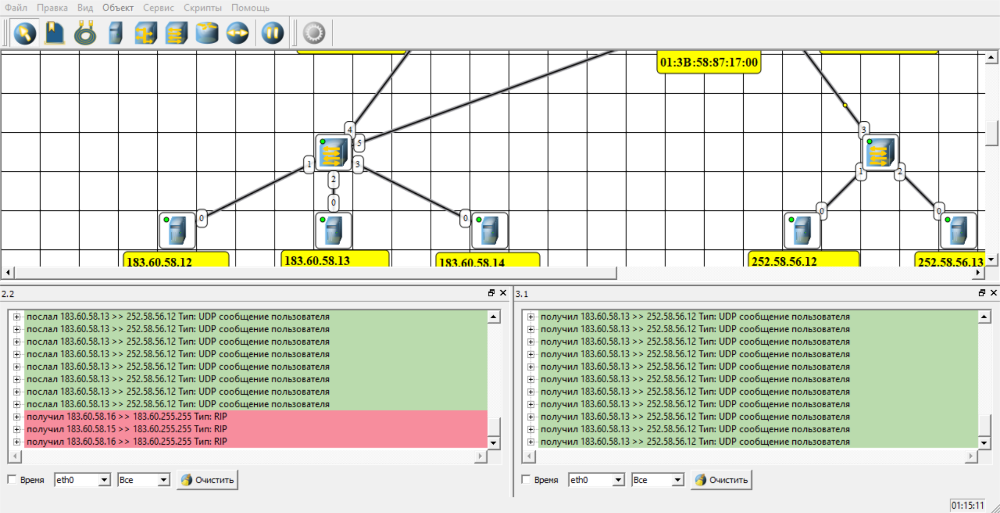 Файл Правка Вид Объект Сервис Скрипты Помощь
01:3B:58:87:17:00
4
5
3
1
3
2
1
2
0
0
0
0
0
183.60.58.12
183.60.58.13
183.60.58.14
252.58.56.12
252.58.56.13
2.2
послал 183.60.58.13 >> 252.58.56.12 Тип: UDP сообщение пользователя
послал 183.60.58.13 >> 252.58.56.12 Тип: UDP сообщение пользователя
послал 183.60.58.13 >> 252.58.56.12 Тип: UDP сообщение пользователя
послал 183.60.58.13 >> 252.58.56.12 Тип: UDP сообщение пользователя
послал 183.60.58.13 >> 252.58.56.12 Тип: UDP сообщение пользователя
послал 183.60.58.13 >> 252.58.56.12 Тип: UDP сообщение пользователя
послал 183.60.58.13 >> 252.58.56.12 Тип: UDP сообщение пользователя
послал 183.60.58.13 >> 252.58.56.12 Тип: UDP сообщение пользователя
получил 183.60.58.16 >> 183.60.255.255 Тип: RIP
получил 183.60.58.15 >> 183.60.255.255 Тип: RIP
получил 183.60.58.16 >> 183.60.255.255 Тип: RIP
Время eth0 Все Очистить
3.1
получил 183.60.58.13 >> 252.58.56.12 Тип: UDP сообщение пользователя
получил 183.60.58.13 >> 252.58.56.12 Тип: UDP сообщение пользователя
получил 183.60.58.13 >> 252.58.56.12 Тип: UDP сообщение пользователя
получил 183.60.58.13 >> 252.58.56.12 Тип: UDP сообщение пользователя
получил 183.60.58.13 >> 252.58.56.12 Тип: UDP сообщение пользователя
получил 183.60.58.13 >> 252.58.56.12 Тип: UDP сообщение пользователя
получил 183.60.58.13 >> 252.58.56.12 Тип: UDP сообщение пользователя
получил 183.60.58.13 >> 252.58.56.12 Тип: UDP сообщение пользователя
получил 183.60.58.13 >> 252.58.56.12 Тип: UDP сообщение пользователя
получил 183.60.58.13 >> 252.58.56.12 Тип: UDP сообщение пользователя
получил 183.60.58.13 >> 252.58.56.12 Тип: UDP сообщение пользователя
Время eth0 Все Очистить
01:15:11